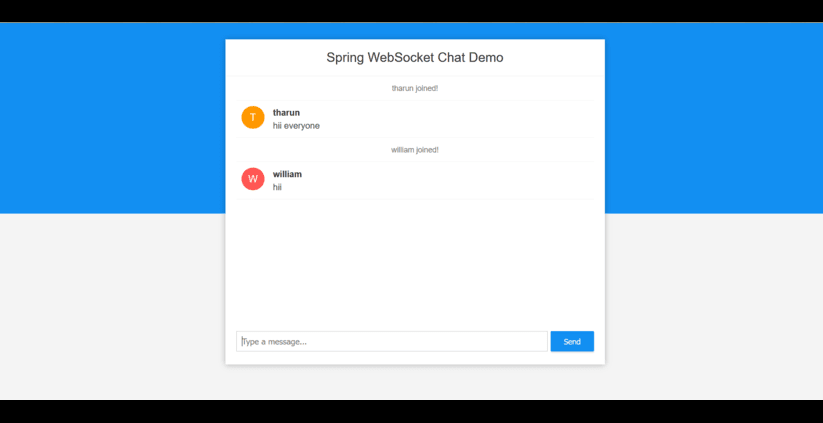 Spring WebSocket Chat Demo
tharun joined!
T
tharun
hii everyone
william joined!
W
william
hii
Type a message...
Send